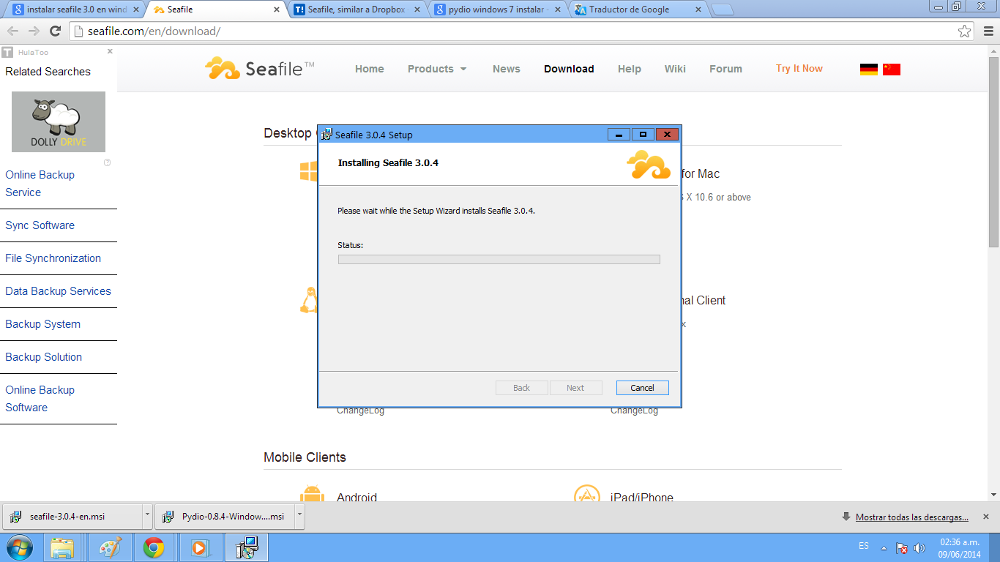 instalar seafile 3.0 en wind
Seafile
Seafile, similar a Dropbox
pydio windows 7 instalar -
Traductor de Google
seafile.com/en/download/
HulaToo
Related Searches
DOLLY DRIVE
Online Backup
Service
Sync Software
File Synchronization
Data Backup Services
Backup System
Backup Solution
Online Backup
Software
Seafile™
Home
Products
News
Download
Help
Wiki
Forum
Try It Now
Desktop
for Mac
X 10.6 or above
nal Client
x
ChangeLog
ChangeLog
Mobile Clients
Android
iPad/iPhone
Seafile 3.0.4 Setup
Installing Seafile 3.0.4
Please wait while the Setup Wizard installs Seafile 3.0.4.
Status:
Back
Next
Cancel
seafile-3.0.4-en.msi
Pydio-0.8.4-Window....msi
Mostrar todas las descargas...
ES
02:36 a.m.
09/06/2014